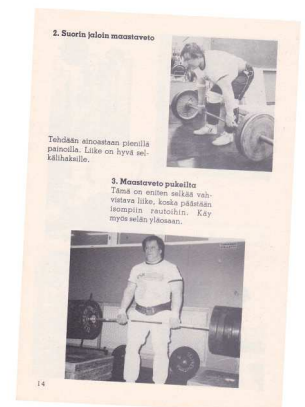 2. Suorin jaloin maastaveto
Tehdään ainoastaan pienillä
painoilla. Liike on hyvä sel-
kälihaksille.
3. Maastaveto pukeilta
Tämä on eniten selkää vah-
vistava liike, koska päästään
isompiin rautoihin. Käy
myös selän yläosaan.
14